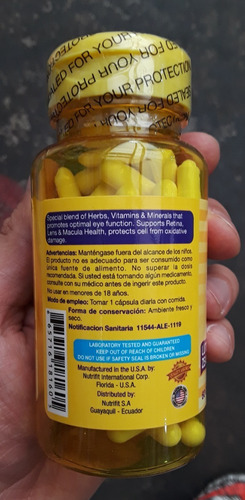 SEALED FOR YOUR PROTECTION
LED FOR YOUR PROTECTION
Special blend of Herbs, Vitamins & Minerals that
promotes optimal eye function. Supports Retina,
Lens & Macula Health, protects cell from oxidative
damage.
Advertencias: Manténgase fuera del alcance de los niños.
El producto no es adecuado para ser consumido como
única fuente de alimento. No superar la dosis
recomendada. Si usted está tomando algún medicamento,
consulte con su médico antes de ingerir este producto.
No usar en menores de 18 años.
Modo de empleo: Tomar 1 cápsula diaria con comida.
Forma de conservación: Ambiente fresco y
seco.
Notificacion Sanitaria 11544-ALE-1119
LABORATORY TESTED AND GUARANTEED
KEEP OUT OF REACH OF CHILDREN
DO NOT USE IF SAFETY SEAL IS BROKEN OR MISSING.
Manufactured in the U.S.A. by:
Nutrifit International Corp.
Florida - U.S.A.
Distributed by:
Nutrifit S.A
Guayaquil - Ecuador